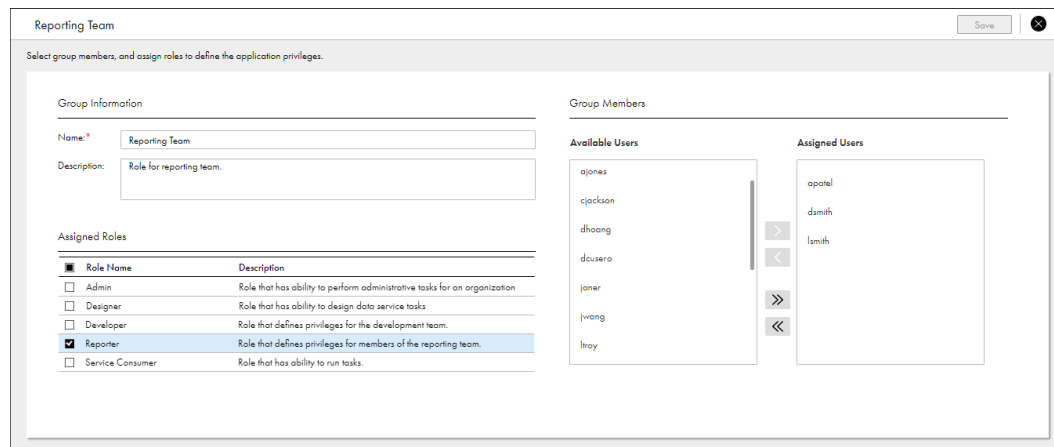 Reporting Team
Save
Select group members, and assign roles to define the application privileges.
Group Information
Name:*
Reporting Team
Description:
Role for reporting team.
Assigned Roles
Role Name Description
Admin Role that has ability to perform administrative tasks for an organization
Designer Role that has ability to design data service tasks
Developer Role that defines privileges for the development team.
Reporter Role that defines privileges for members of the reporting team.
Service Consumer Role that has ability to run tasks.
Group Members
Available Users
ajones
cjackson
dhoang
dcusero
janer
jwang
ltroy
Assigned Users
apatel
dsmith
lsmith